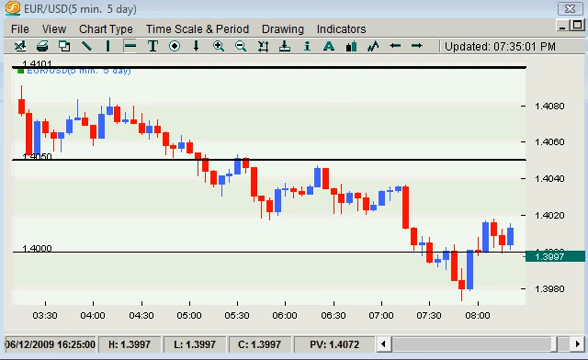 EUR/USD(5 min. 5 day)
File View Chart Type Time Scale & Period Drawing Indicators
Updated: 07:35:01 PM
1.4101
EUR/USD(5 min. 5 day)
1.4080
1.4060
1.4050
1.4040
1.4020
1.4000
1.4000
1.3997
1.3980
03:30 04:00 04:30 05:00 05:30 06:00 06:30 07:00 07:30 08:00
06/12/2009 16:25:00 H: 1.3997 L: 1.3997 C: 1.3997 PV: 1.4072